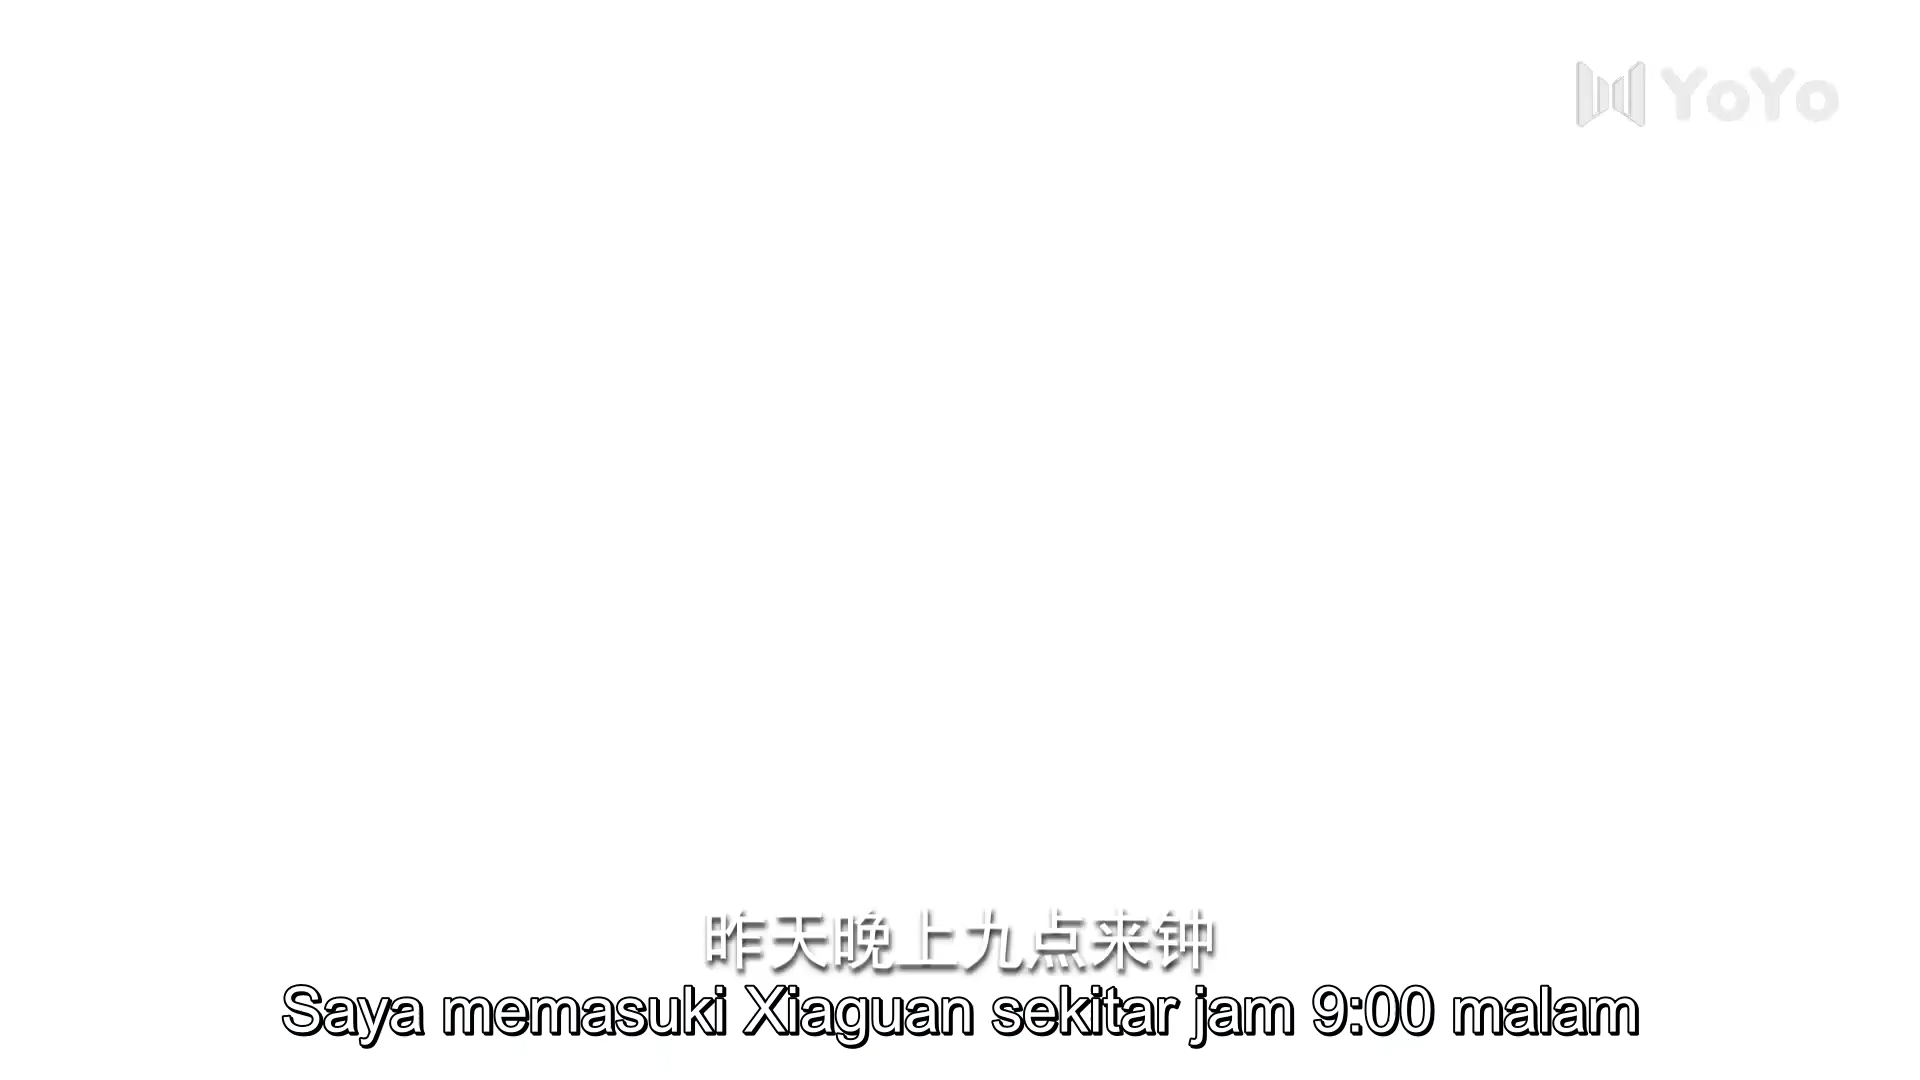 YoYo
昨天晚上九点来钟
Saya memasuki Xiaguan sekitar jam 9:00 malam